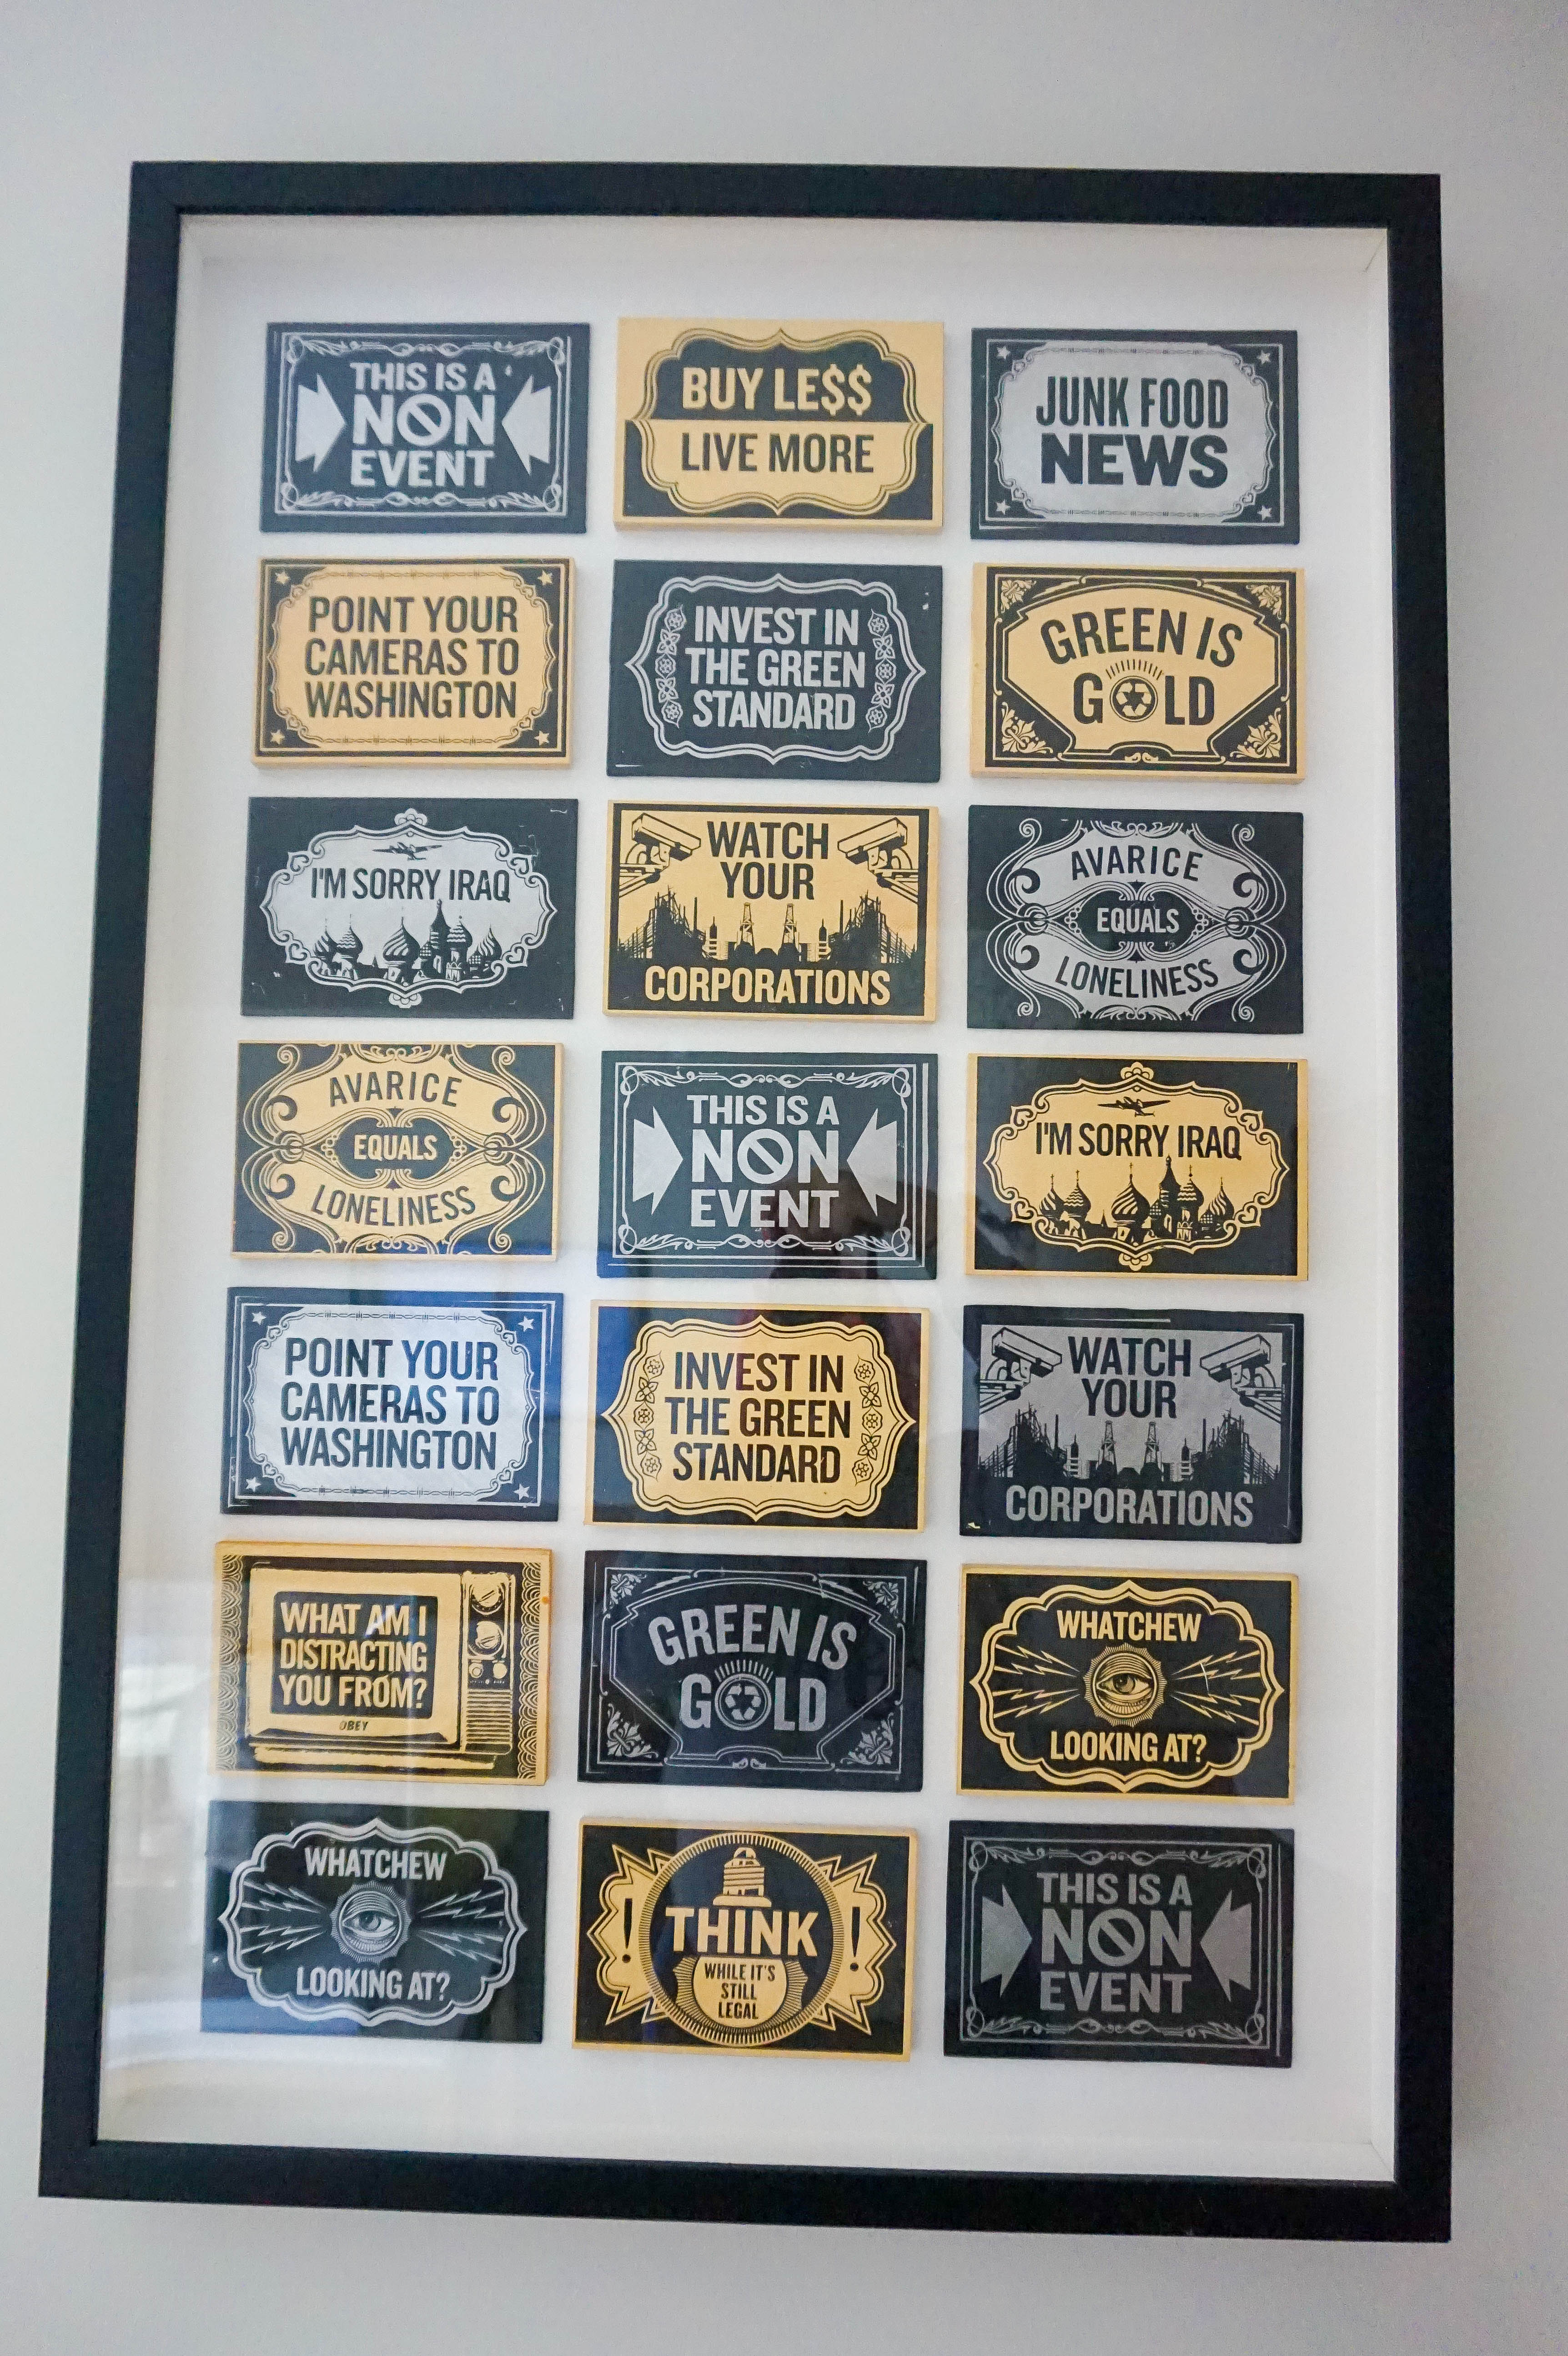 THIS IS A
NON
EVENT
BUY LE$$
LIVE MORE
JUNK FOOD
NEWS
POINT YOUR
CAMERAS TO
WASHINGTON
INVEST IN
THE GREEN
STANDARD
GREEN IS
GOLD
I'M SORRY IRAQ
WATCH
YOUR
CORPORATIONS
AVARICE
EQUALS
LONELINESS
AVARICE
EQUALS
LONELINESS
THIS IS A
NON
EVENT
I'M SORRY IRAQ
POINT YOUR
CAMERAS TO
WASHINGTON
INVEST IN
THE GREEN
STANDARD
WATCH
YOUR
CORPORATIONS
WHAT AM I
DISTRACTING
YOU FROM?
OBEY
GREEN IS
GOLD
WHATCHEW
LOOKING AT?
WHATCHEW
LOOKING AT?
! THINK !
WHILE IT'S
STILL
LEGAL
THIS IS A
NON
EVENT